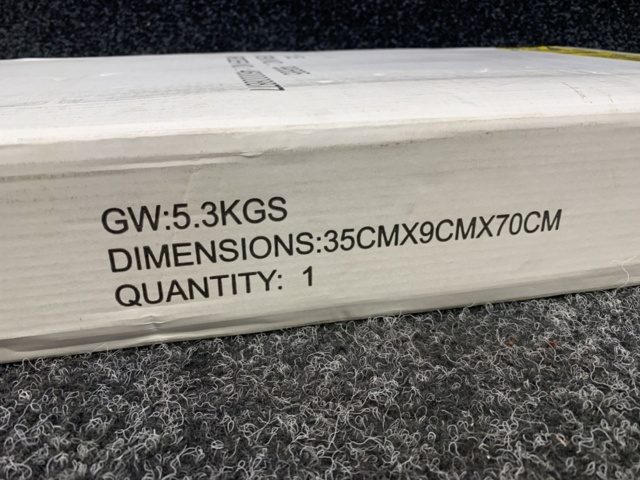 GW:5.3KGS
DIMENSIONS:35CMX9CMX70CM
QUANTITY: 1